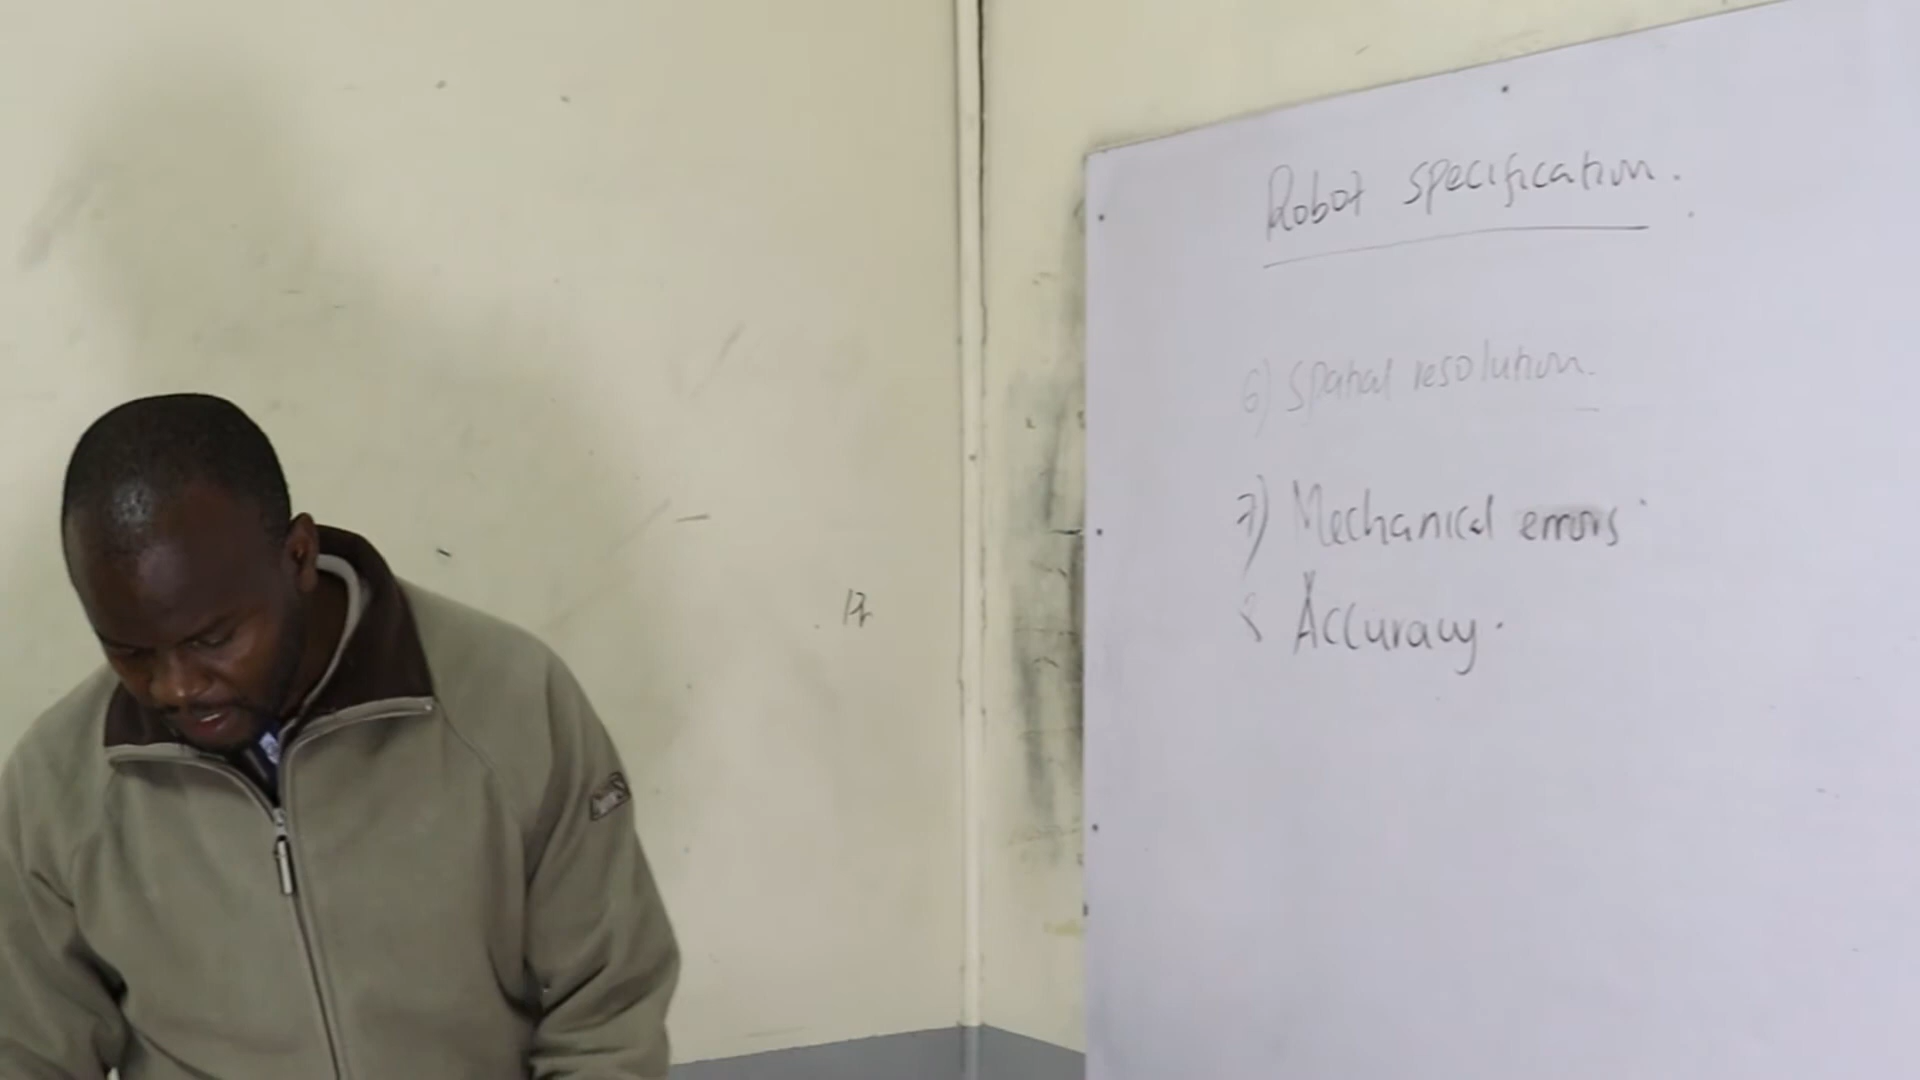 Robot specification.
6) Spatial resolution.
7) Mechanical errors
8 Accuracy.